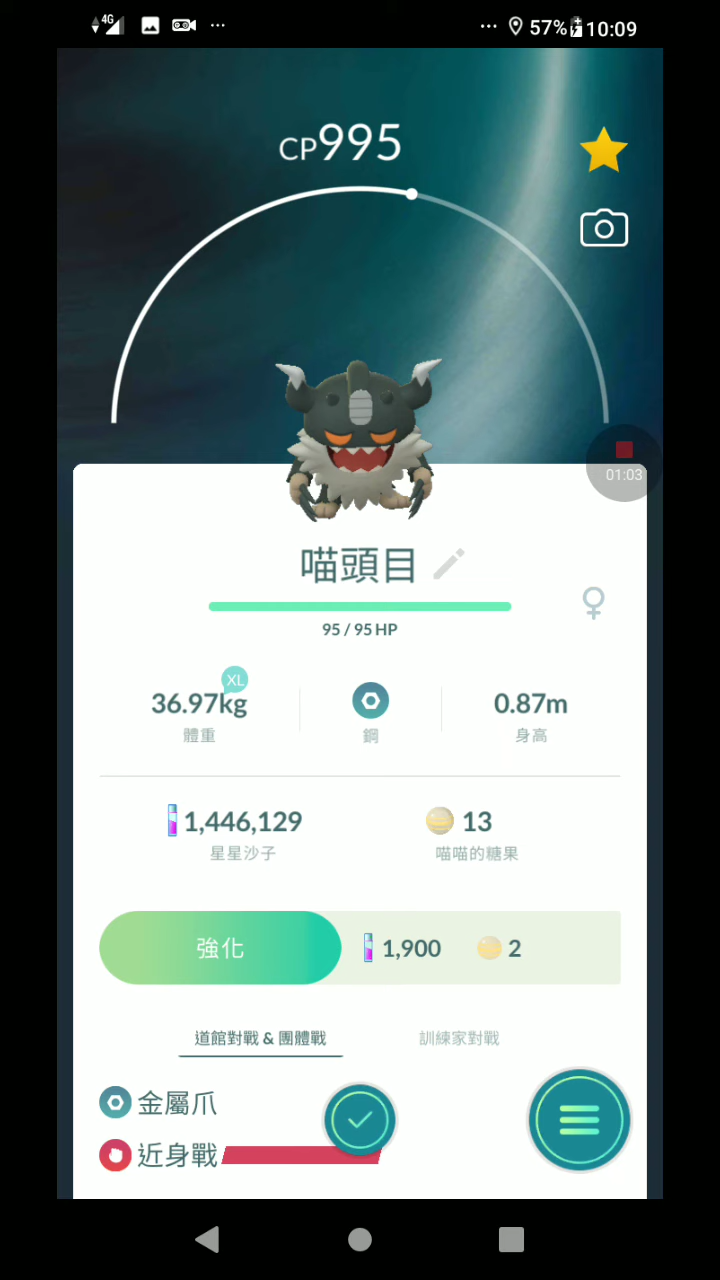 4G 57% 10:09
CP995
01:03
喵頭目
95 / 95 HP
XL
36.97kg 0.87m
體重 鋼 身高
1,446,129 13
星星沙子 喵喵的糖果
強化 1,900 2
道館對戰 & 團體戰 訓練家對戰
金屬爪
近身戰